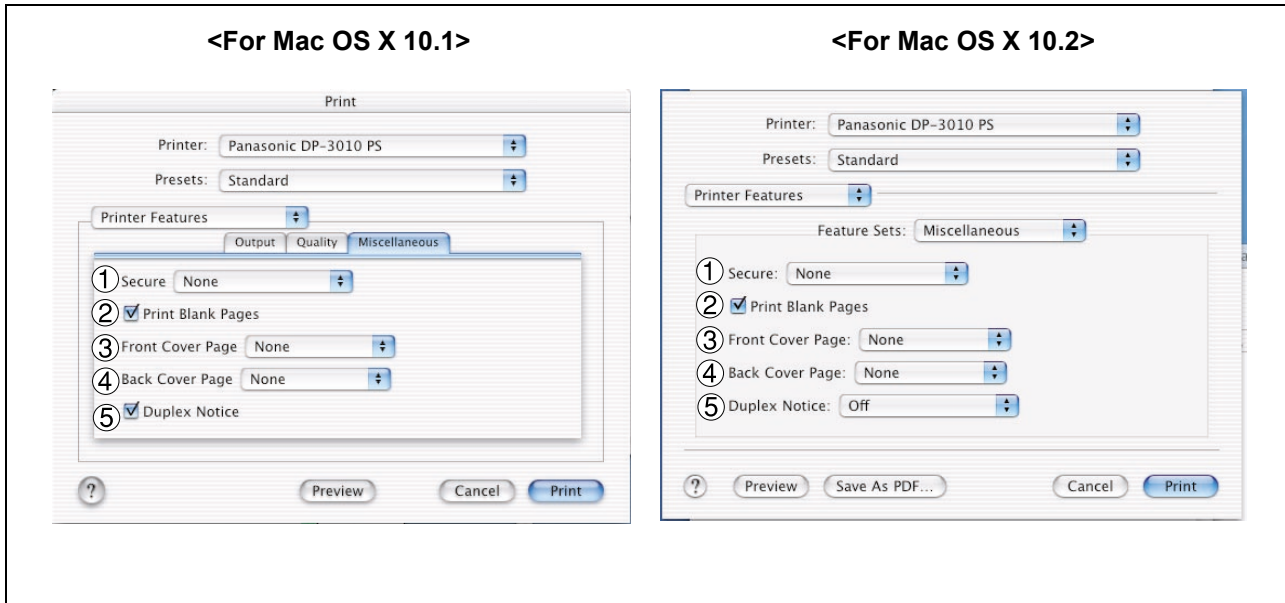 <For Mac OS X 10.1>
Print
Printer: Panasonic DP-3010 PS
Presets: Standard
Printer Features
Output Quality Miscellaneous
① Secure None
② Print Blank Pages
③ Front Cover Page None
④ Back Cover Page None
⑤ Duplex Notice
? Preview Cancel Print
<For Mac OS X 10.2>
Printer: Panasonic DP-3010 PS
Presets: Standard
Printer Features
Feature Sets: Miscellaneous
① Secure: None
② Print Blank Pages
③ Front Cover Page: None
④ Back Cover Page: None
⑤ Duplex Notice: Off
? Preview Save As PDF... Cancel Print